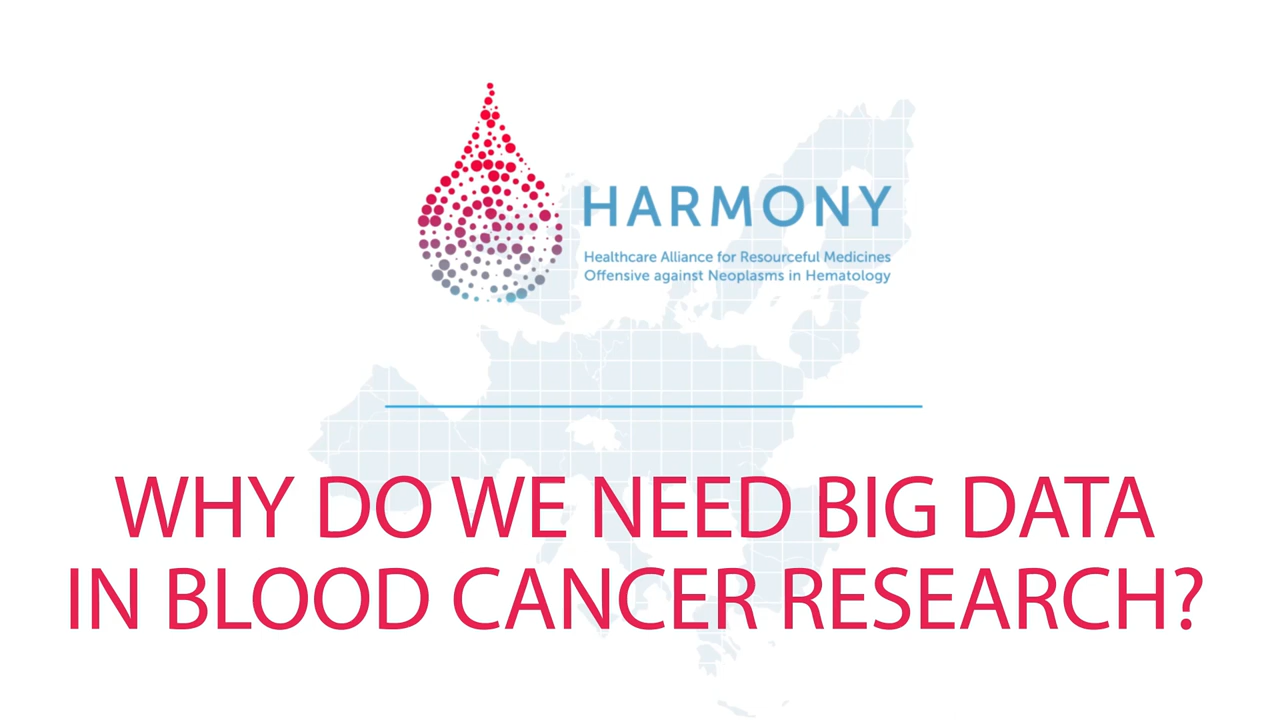 HARMONY
Healthcare Alliance for Resourceful Medicines
Offensive against Neoplasms in Hematology
WHY DO WE NEED BIG DATA
IN BLOOD CANCER RESEARCH?